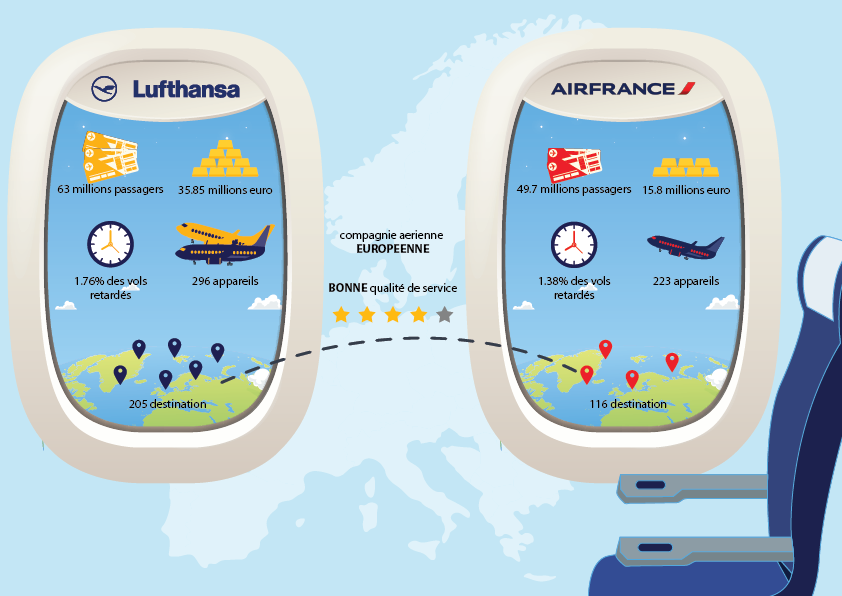 Lufthansa
63 millions passagers
35.85 millions euro
1.76% des vols
retardés
296 appareils
205 destination
compagnie aerienne
EUROPEENNE
BONNE qualité de service
AIRFRANCE
49.7 millions passagers
15.8 millions euro
1.38% des vols
retardés
223 appareils
116 destination